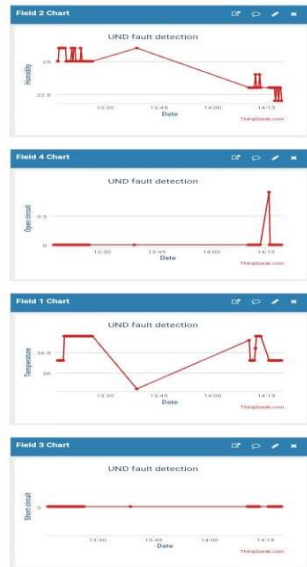 Field 2 Chart
UND fault detection
Humidity
25
22.5
13:30 13:45 14:00 14:15
Date
ThingSpeak.com
Field 4 Chart
UND fault detection
Open circuit
0.5
0
13:30 13:45 14:00 14:15
Date
ThingSpeak.com
Field 1 Chart
UND fault detection
Temperature
36.5
36
13:30 13:45 14:00 14:15
Date
ThingSpeak.com
Field 3 Chart
UND fault detection
Short circuit
0
13:30 13:45 14:00 14:15
Date
ThingSpeak.com